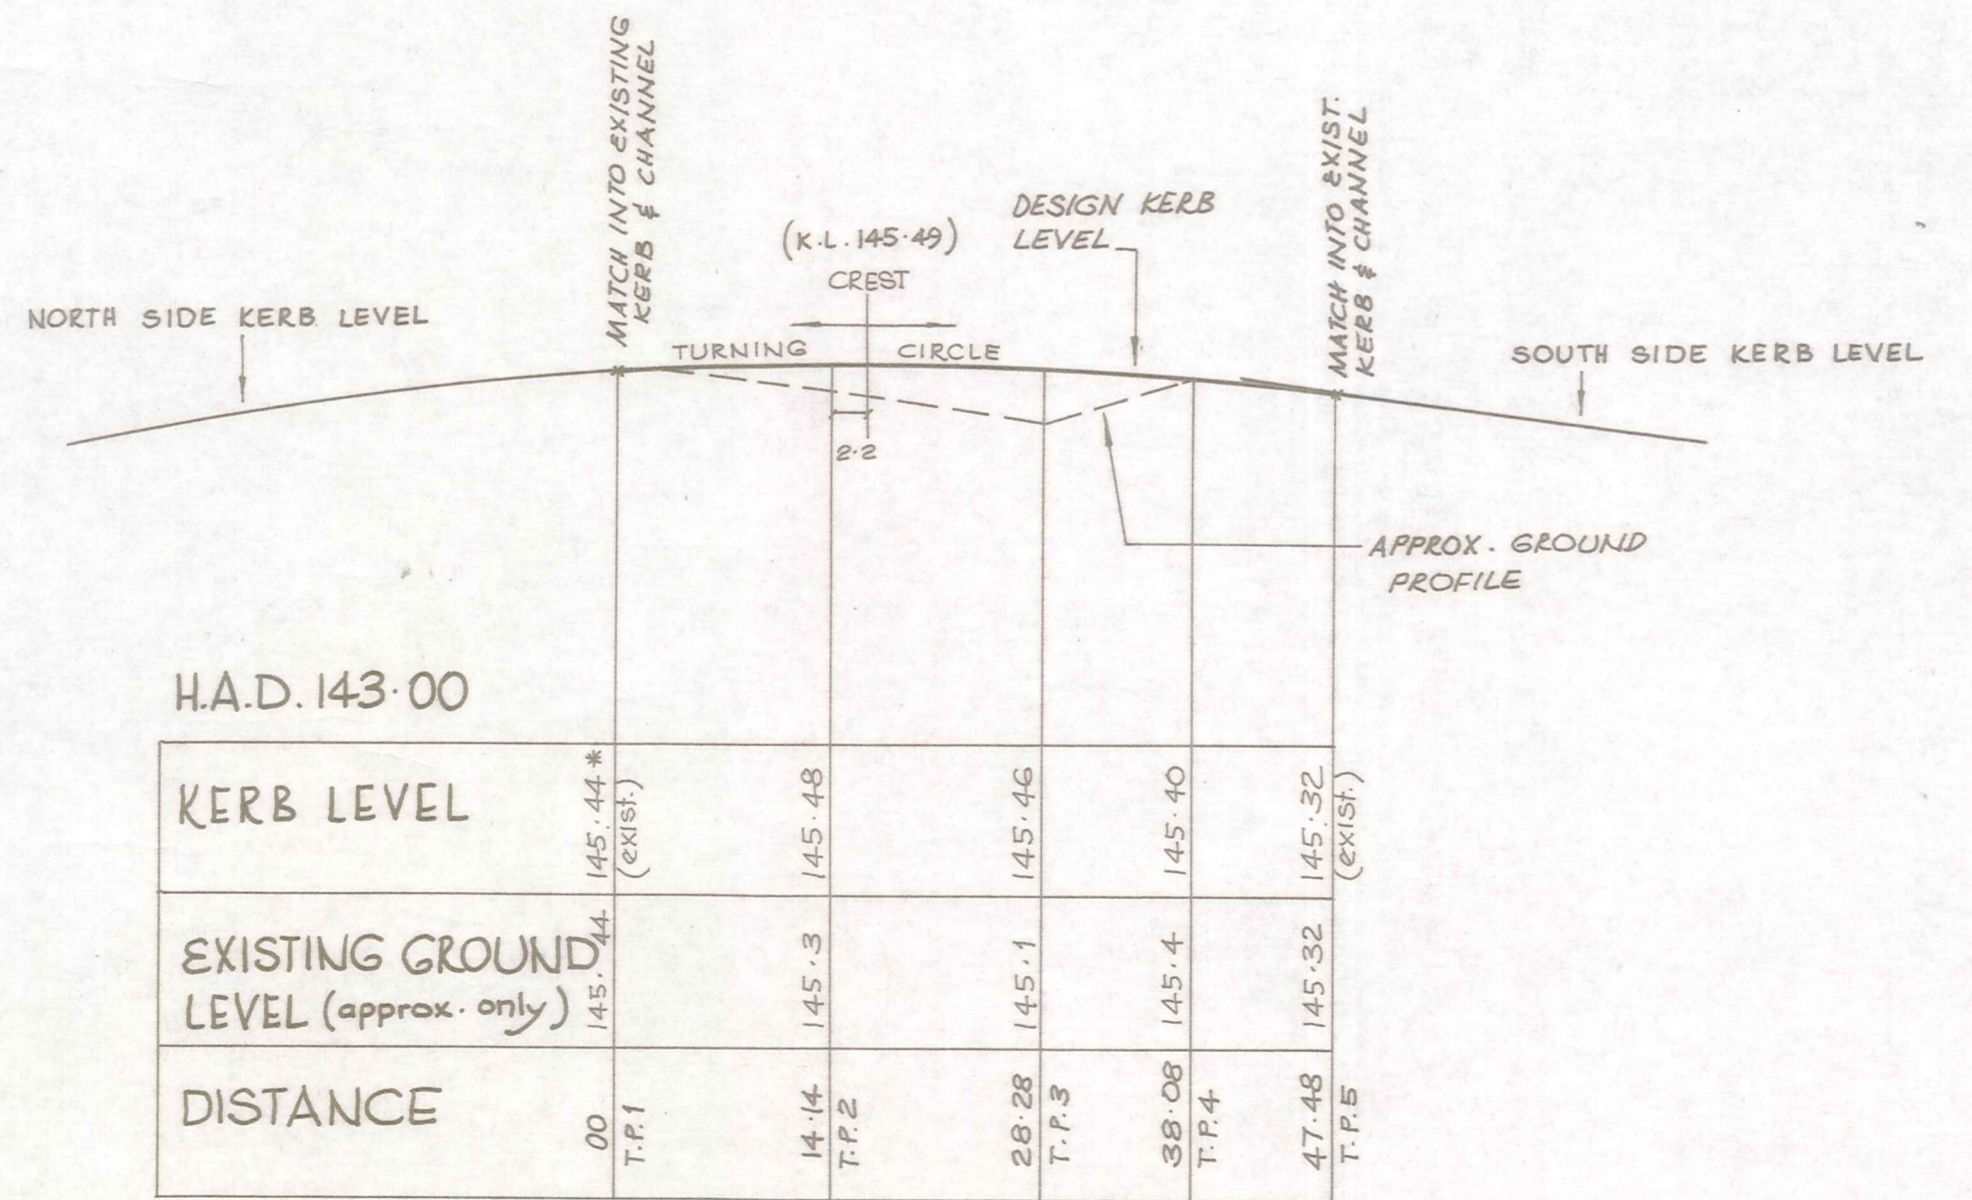 MATCH INTO EXISTING
KERB & CHANNEL
MATCH INTO EXIST.
KERB & CHANNEL
DESIGN KERB
LEVEL
(K.L. 145·49)
CREST
NORTH SIDE KERB LEVEL
TURNING CIRCLE
SOUTH SIDE KERB LEVEL
2·2
APPROX. GROUND
PROFILE
H.A.D. 143·00
KERB LEVEL
145.44*
(exist.)
145.48
145.46
145.40
145.32
(exist.)
EXISTING GROUND
LEVEL (approx. only)
145.44
145.3
145.1
145.4
145.32
DISTANCE
00
T.P.1
14·14
T.P.2
28·28
T.P.3
38·08
T.P.4
47·48
T.P.5